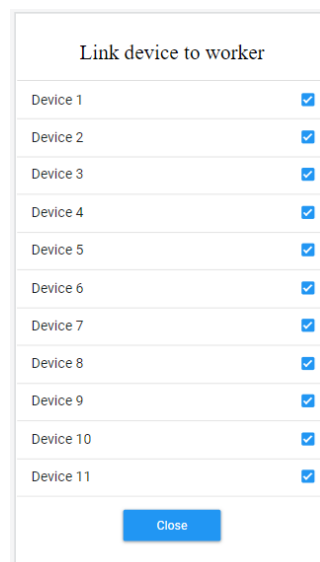 Link device to worker
Device 1
Device 2
Device 3
Device 4
Device 5
Device 6
Device 7
Device 8
Device 9
Device 10
Device 11
Close